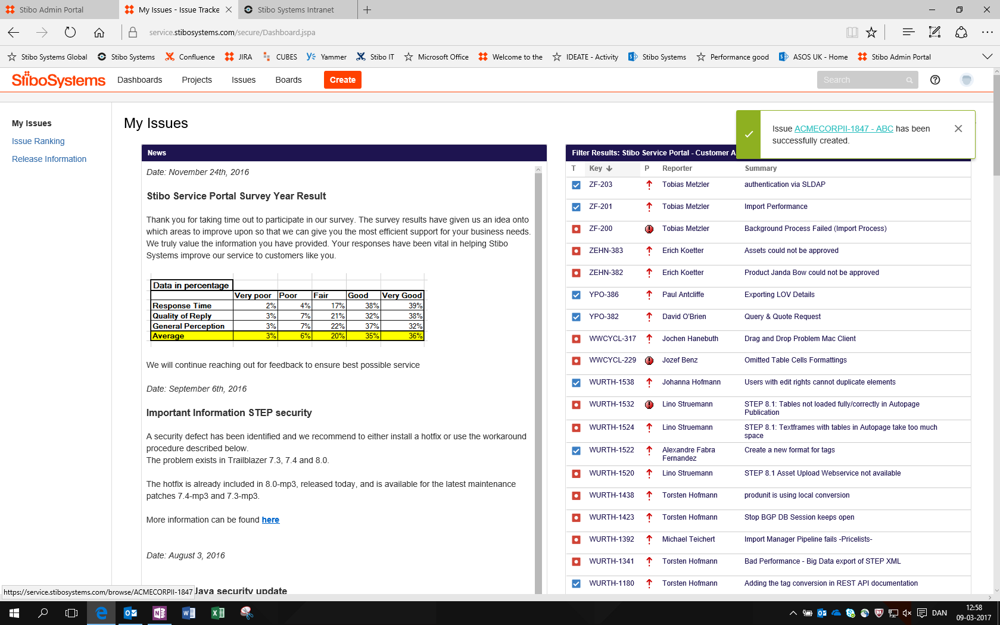 Stibo Admin Portal
My Issues - Issue Tracke
Stibo Systems Intranet
service.stibosystems.com/secure/Dashboard.jspa
Stibo Systems Global
Stibo Systems
Confluence
JIRA
CUBES
Yammer
Stibo IT
Microsoft Office
Welcome to the
IDEATE - Activity
Stibo Systems
Performance good
ASOS UK - Home
Stibo Admin Portal
StiboSystems
Dashboards
Projects
Issues
Boards
Create
Search
My Issues
Issue Ranking
Release Information
My Issues
Issue ACMECORPII-1847 - ABC has been
successfully created.
News
Date: November 24th, 2016
Stibo Service Portal Survey Year Result
Thank you for taking time out to participate in our survey. The survey results have given us an idea onto
which areas to improve upon so that we can give you the most efficient support for your business needs.
We truly value the information you have provided. Your responses have been vital in helping Stibo
Systems improve our service to customers like you.
Data in percentage
Very poor Poor Fair Good Very Good
Response Time 2% 4% 17% 38% 39%
Quality of Reply 3% 7% 21% 32% 38%
General Perception 3% 7% 22% 37% 32%
Average 3% 6% 20% 35% 36%
We will continue reaching out for feedback to ensure best possible service
Date: September 6th, 2016
Important Information STEP security
A security defect has been identified and we recommend to either install a hotfix or use the workaround
procedure described below.
The problem exists in Trailblazer 7.3, 7.4 and 8.0.
The hotfix is already included in 8.0-mp3, released today, and is available for the latest maintenance
patches 7.4-mp3 and 7.3-mp3.
More information can be found here
Date: August 3, 2016
Java security update
Filter Results: Stibo Service Portal - Customer A
T Key P Reporter Summary
ZF-203 Tobias Metzler authentication via SLDAP
ZF-201 Tobias Metzler Import Performance
ZF-200 Tobias Metzler Background Process Failed (Import Process)
ZEHN-383 Erich Koetter Assets could not be approved
ZEHN-382 Erich Koetter Product Janda Bow could not be approved
YPO-386 Paul Antcliffe Exporting LOV Details
YPO-382 David O'Brien Query & Quote Request
WWCYCL-317 Jochen Hanebuth Drag and Drop Problem Mac Client
WWCYCL-229 Jozef Benz Omitted Table Cells Formattings
WURTH-1538 Johanna Hofmann Users with edit rights cannot duplicate elements
WURTH-1532 Lino Struemann STEP 8.1: Tables not loaded fully/correctly in Autopage
Publication
WURTH-1524 Lino Struemann STEP 8.1: Textframes with tables in Autopage take too much
space
WURTH-1522 Alexandre Fabra Create a new format for tags
Fernandez
WURTH-1520 Lino Struemann STEP 8.1 Asset Upload Webservice not available
WURTH-1438 Torsten Hofmann produnit is using local conversion
WURTH-1423 Torsten Hofmann Stop BGP DB Session keeps open
WURTH-1392 Michael Teichert Import Manager Pipeline fails -Pricelists-
WURTH-1341 Torsten Hofmann Bad Performance - Big Data export of STEP XML
WURTH-1180 Torsten Hofmann Adding the tag conversion in REST API documentation
https://service.stibosystems.com/browse/ACMECORPII-1847
DAN
12:58
09-03-2017